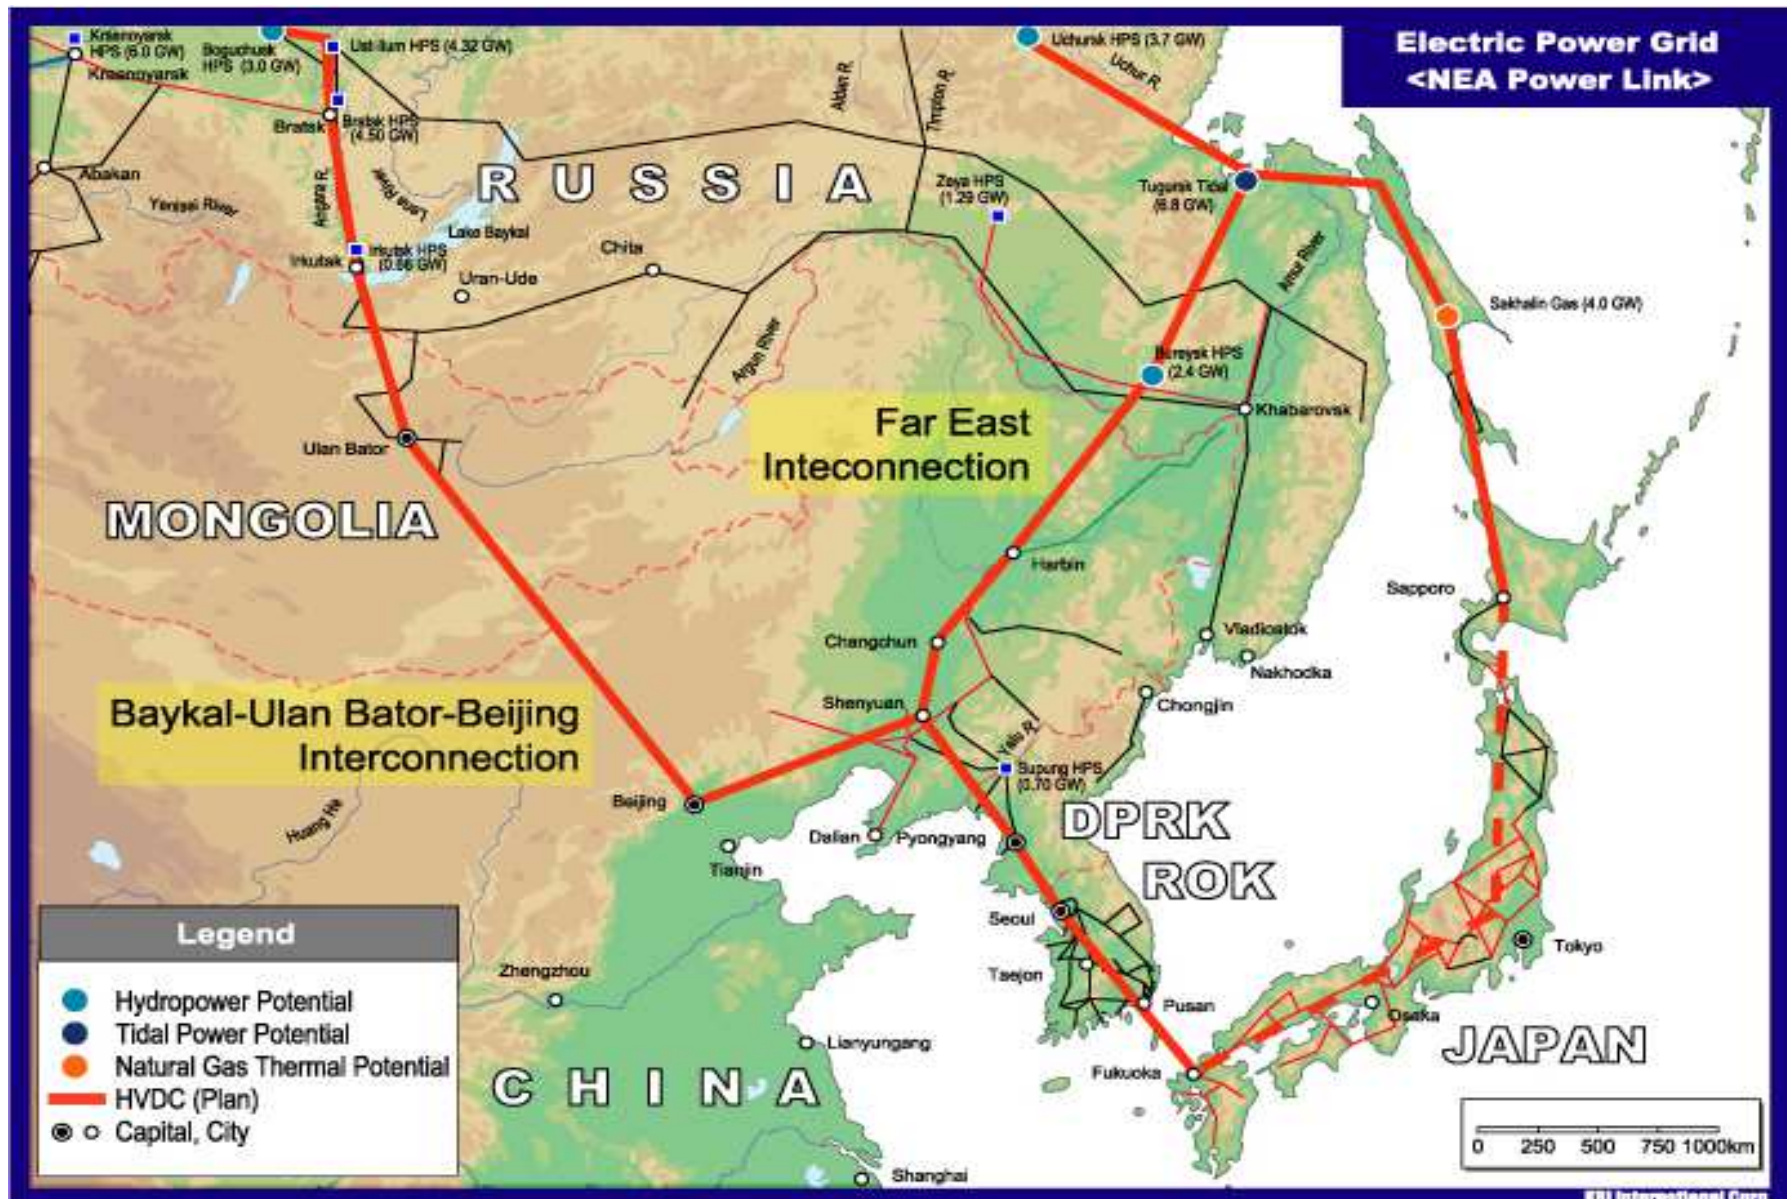 Electric Power Grid
<NEA Power Link>
Krasnoyarsk
HPS (6.0 GW)
Krasnoyarsk
Boguchusk
HPS (3.0 GW)
Ust-Ilum HPS (4.32 GW)
Uchursk HPS (3.7 GW)
Uchur R.
Aldan R.
Timpton R.
Bratsk
Bratsk HPS
(4.50 GW)
RUSSIA
Abakan
Yenisai River
Angara R.
Lena River
Lake Baykal
Zeya HPS
(1.29 GW)
Tugursk Tidal
(6.8 GW)
Irkutsk
Irkutsk HPS
(0.66 GW)
Uran-Ude
Chita
Amur River
Sakhalin Gas (4.0 GW)
Argun River
Bureysk HPS
(2.4 GW)
Khabarovsk
Far East
Inteconnection
Ulan Bator
MONGOLIA
Harbin
Sapporo
Changchun
Vladiostok
Nakhodka
Shenyuan
Chongjin
Baykal-Ulan Bator-Beijing
Interconnection
Yalu R.
Supung HPS
(0.70 GW)
Beijing
Huang He
Dalian
Pyongyang
DPRK
ROK
Tianjin
Seoul
Tokyo
Taejon
Zhengzhou
Pusan
Osaka
JAPAN
Lianyungang
Fukuoka
CHINA
Shanghai
Legend
Hydropower Potential
Tidal Power Potential
Natural Gas Thermal Potential
HVDC (Plan)
Capital, City
0 250 500 750 1000km